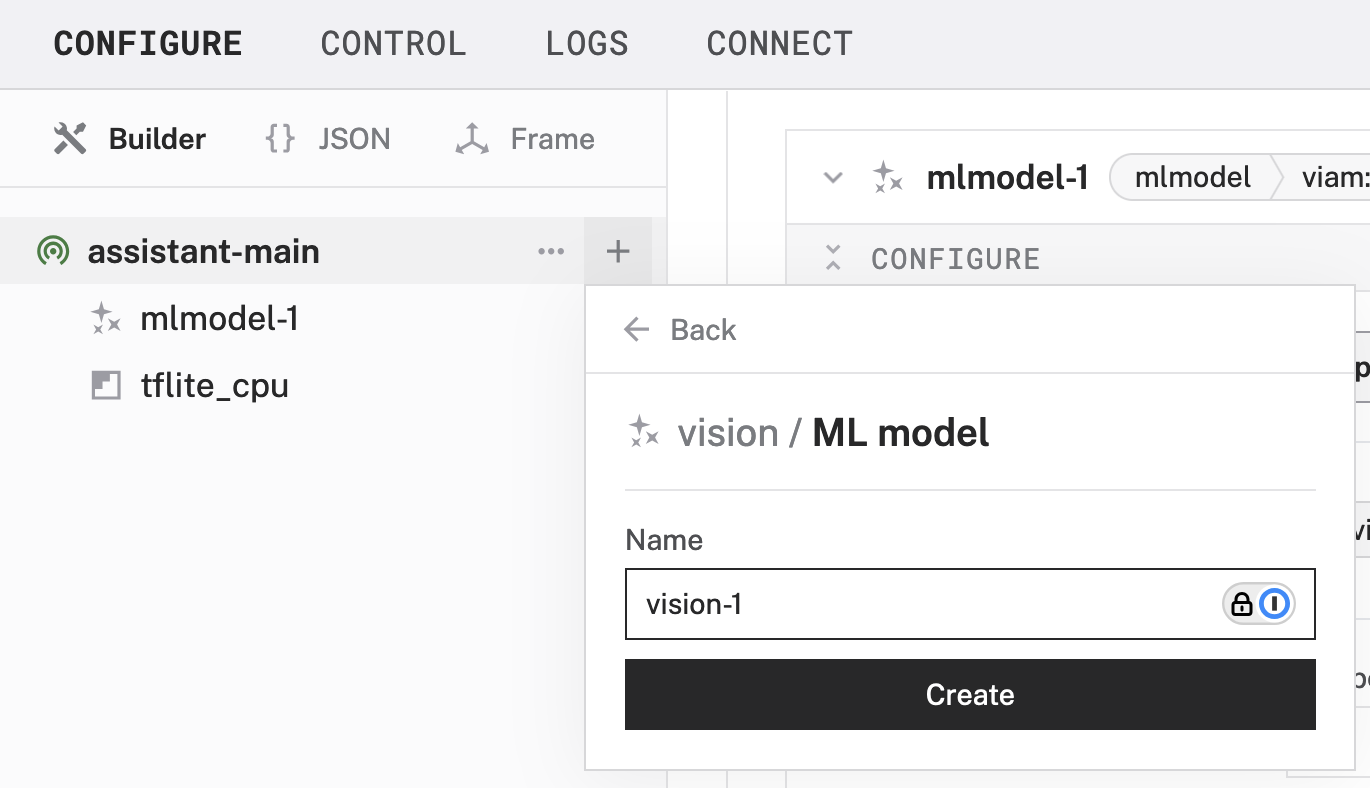 CONFIGURE CONTROL LOGS CONNECT
Builder {} JSON Frame
assistant-main
mlmodel-1
tflite_cpu
mlmodel-1 mlmodel viam:
CONFIGURE
Back
vision / ML model
Name
vision-1
Create